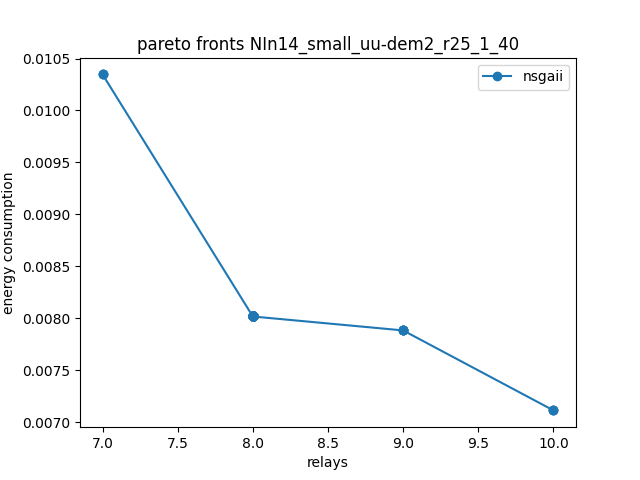 pareto fronts NIn14_small_uu-dem2_r25_1_40
nsgaii
energy consumption
0.0105
0.0100
0.0095
0.0090
0.0085
0.0080
0.0075
0.0070
7.0 7.5 8.0 8.5 9.0 9.5 10.0
relays